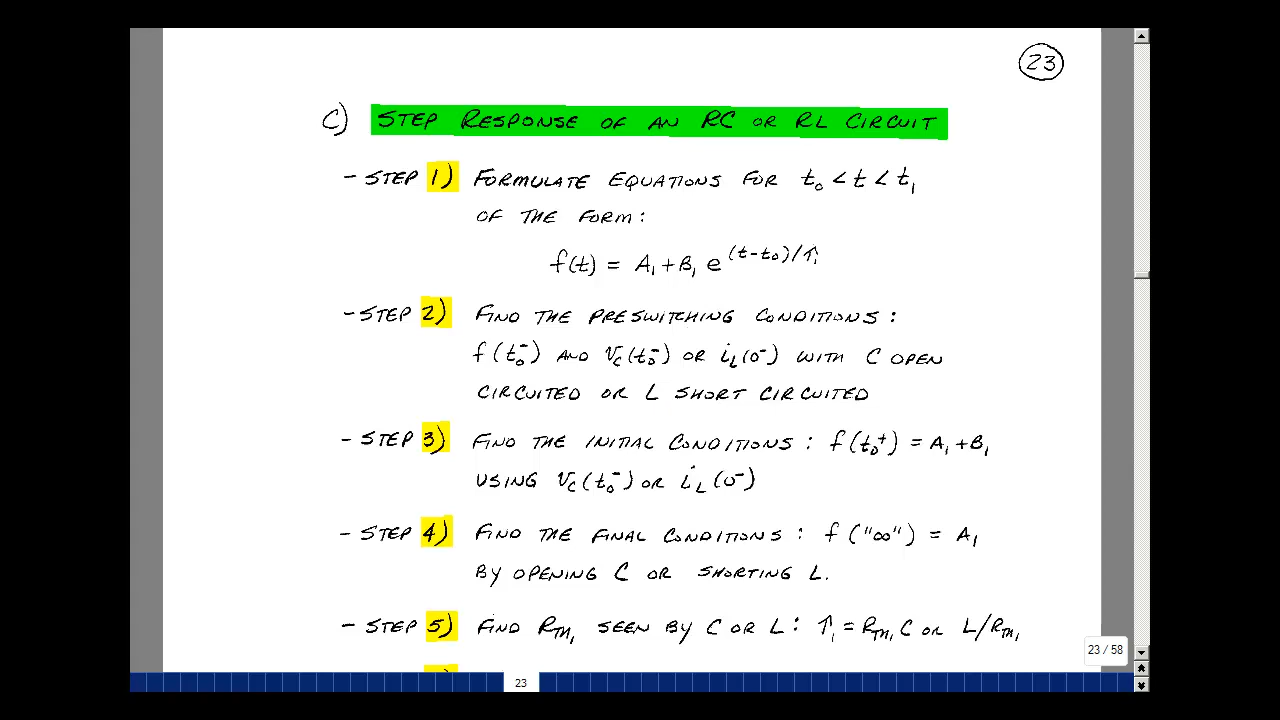 23
C) STEP RESPONSE OF AN RC OR RL CIRCUIT
- STEP 1) FORMULATE EQUATIONS FOR t₀ < t < t₁
OF THE FORM:
f(t) = A₁ + B₁ e^(t-t₀)/τ₁
- STEP 2) FIND THE PRESWITCHING CONDITIONS:
f(t₀⁻) AND V_C(t₀⁻) OR i_L(0⁻) WITH C OPEN
CIRCUITED OR L SHORT CIRCUITED
- STEP 3) FIND THE INITIAL CONDITIONS: f(t₀⁺) = A₁ + B₁
USING V_C(t₀⁻) OR i_L(0⁻)
- STEP 4) FIND THE FINAL CONDITIONS: f("∞") = A₁
BY OPENING C OR SHORTING L.
- STEP 5) FIND R_TH₁ SEEN BY C OR L: τ₁ = R_TH₁ C OR L/R_TH₁
23 / 58
23